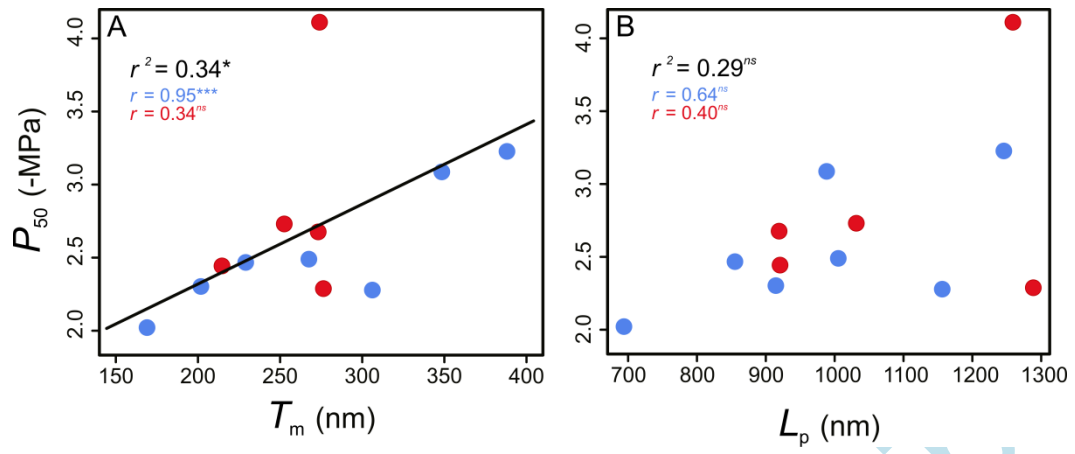 A
r² = 0.34*
r = 0.95***
r = 0.34ns
P50 (-MPa)
4.0
3.5
3.0
2.5
2.0
150 200 250 300 350 400
Tm (nm)
B
r² = 0.29ns
r = 0.64ns
r = 0.40ns
4.0
3.5
3.0
2.5
2.0
700 800 900 1000 1100 1200 1300
Lp (nm)